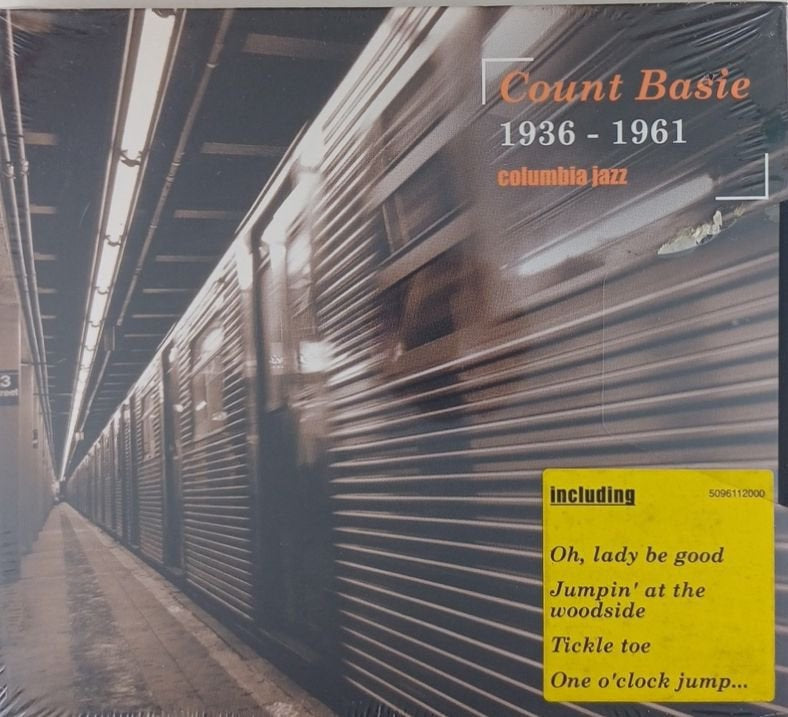 Count Basie
1936 - 1961
columbia jazz
3
including
5096112000
Oh, lady be good
Jumpin' at the
woodside
Tickle toe
One o'clock jump...